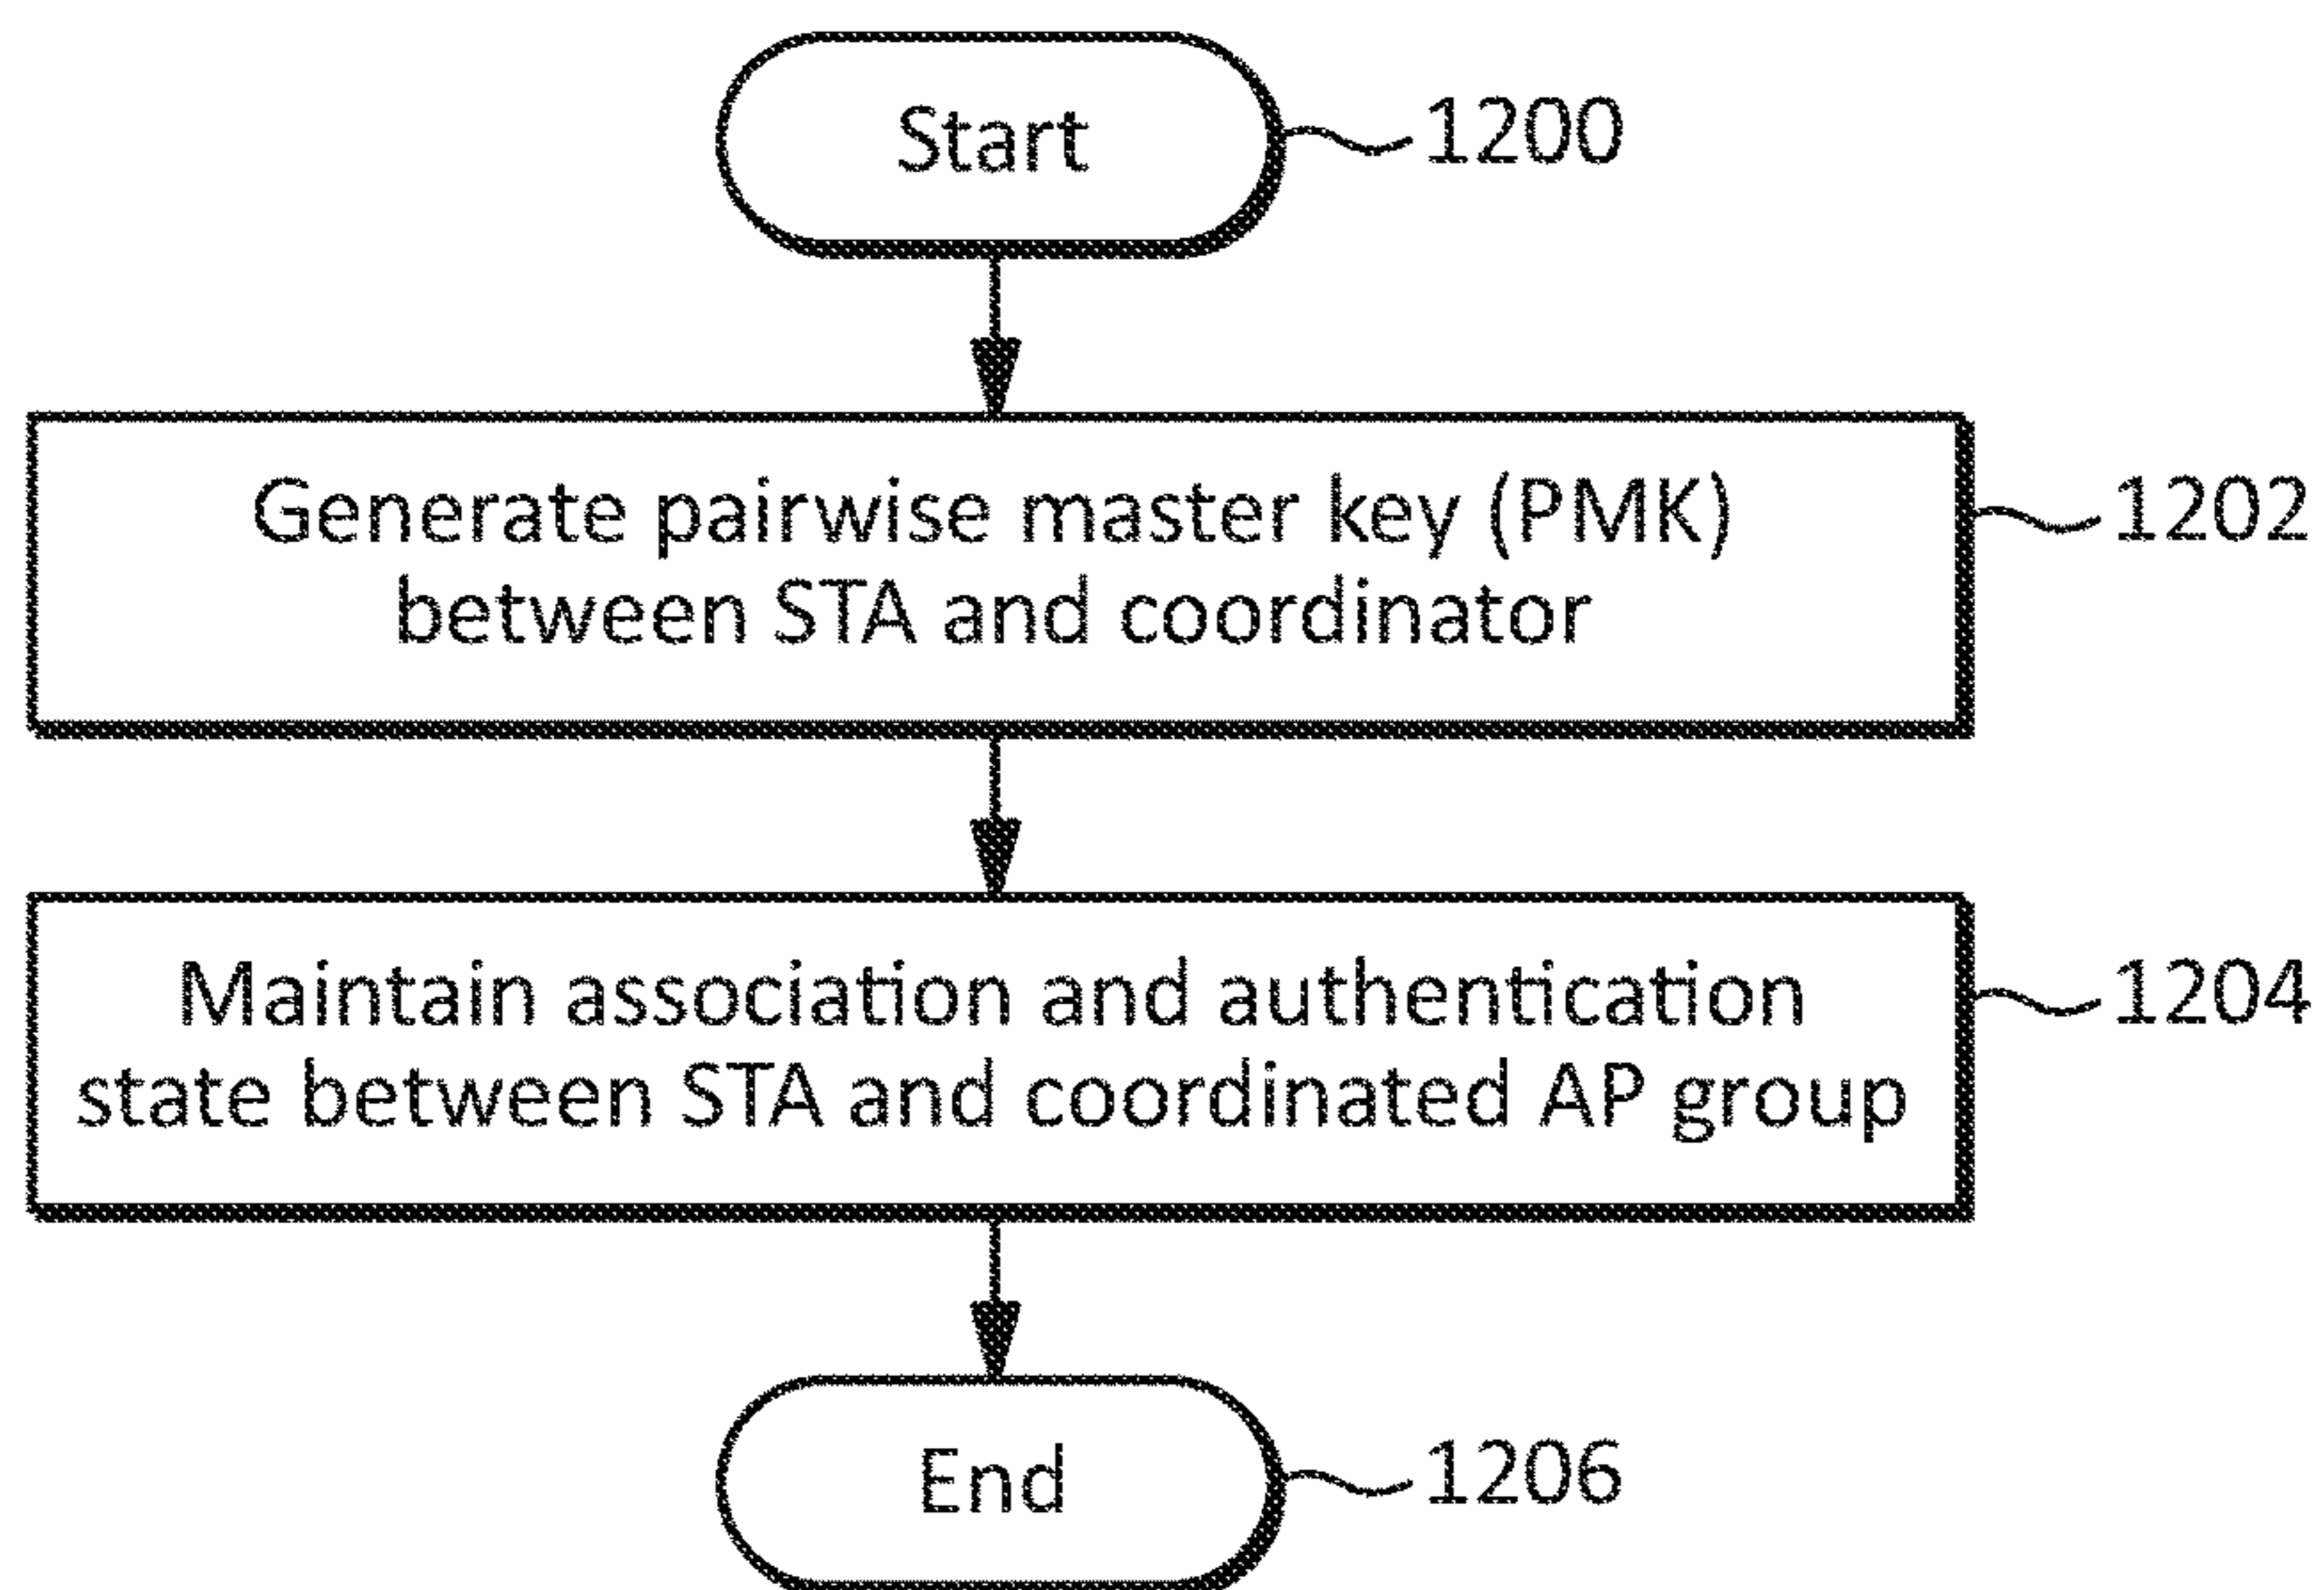 Start
1200
Generate pairwise master key (PMK)
between STA and coordinator
1202
Maintain association and authentication
state between STA and coordinated AP group
1204
End
1206